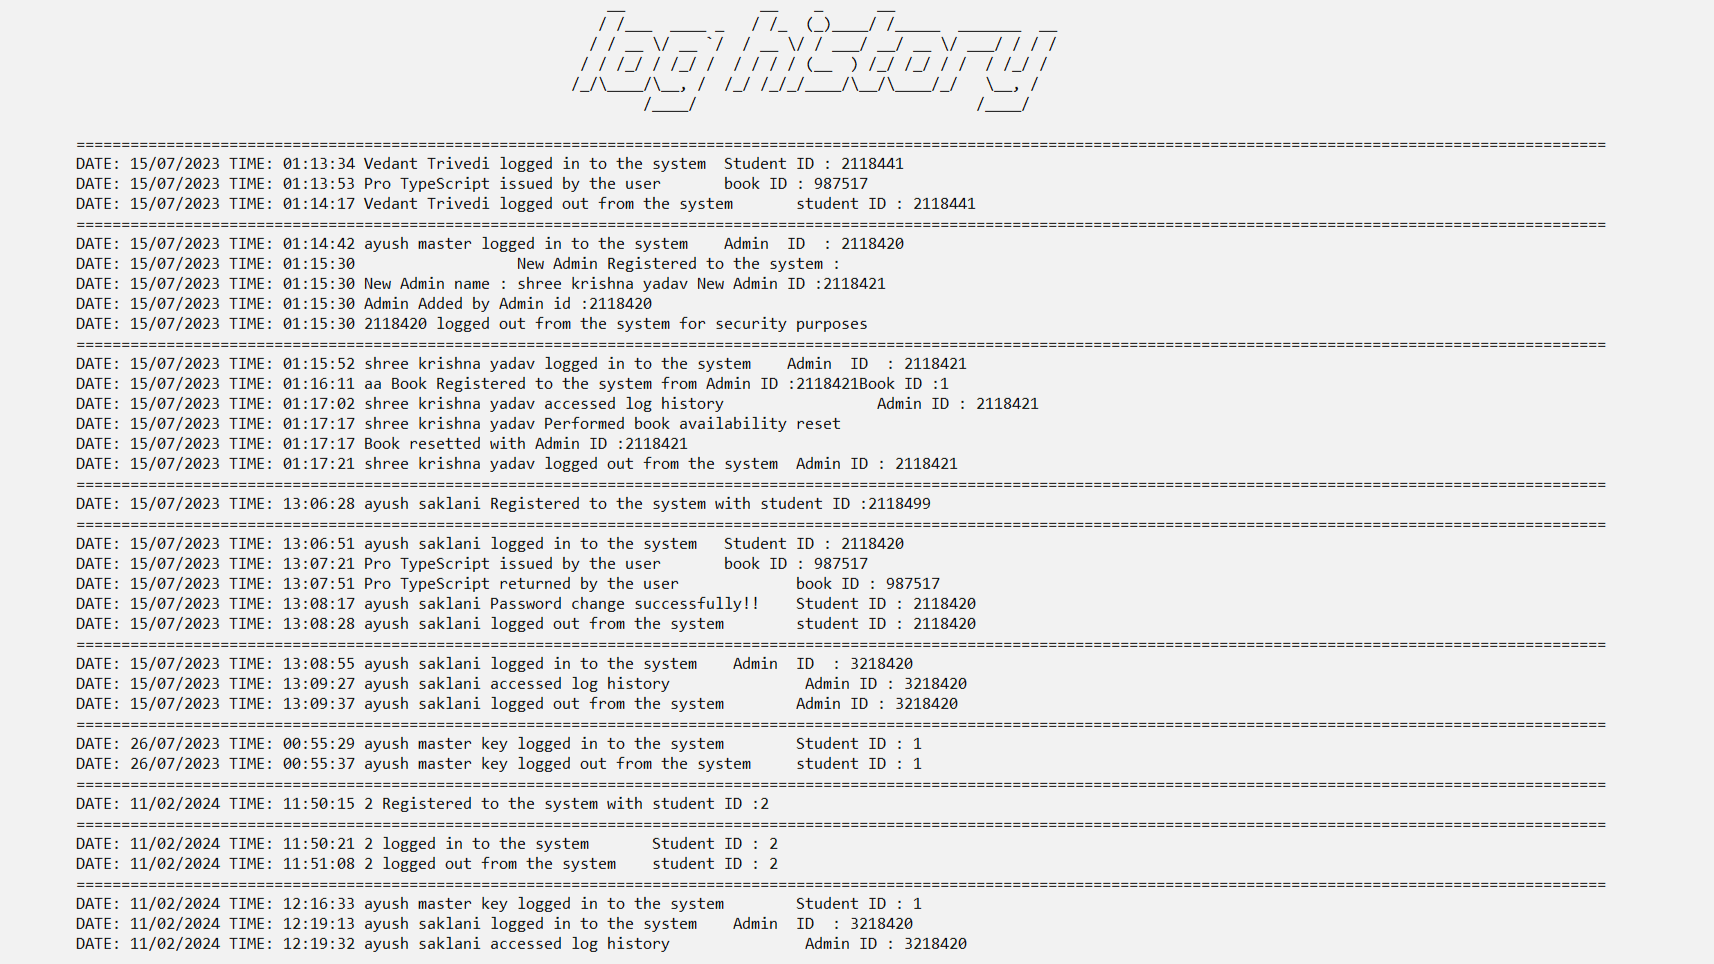 log history
==========================================================================================================================================================================
DATE: 15/07/2023 TIME: 01:13:34 Vedant Trivedi logged in to the system  Student ID : 2118441
DATE: 15/07/2023 TIME: 01:13:53 Pro TypeScript issued by the user       book ID : 987517
DATE: 15/07/2023 TIME: 01:14:17 Vedant Trivedi logged out from the system       student ID : 2118441
==========================================================================================================================================================================
DATE: 15/07/2023 TIME: 01:14:42 ayush master logged in to the system    Admin  ID  : 2118420
DATE: 15/07/2023 TIME: 01:15:30                  New Admin Registered to the system :
DATE: 15/07/2023 TIME: 01:15:30 New Admin name : shree krishna yadav New Admin ID :2118421
DATE: 15/07/2023 TIME: 01:15:30 Admin Added by Admin id :2118420
DATE: 15/07/2023 TIME: 01:15:30 2118420 logged out from the system for security purposes
==========================================================================================================================================================================
DATE: 15/07/2023 TIME: 01:15:52 shree krishna yadav logged in to the system    Admin  ID  : 2118421
DATE: 15/07/2023 TIME: 01:16:11 aa Book Registered to the system from Admin ID :2118421Book ID :1
DATE: 15/07/2023 TIME: 01:17:02 shree krishna yadav accessed log history                 Admin ID : 2118421
DATE: 15/07/2023 TIME: 01:17:17 shree krishna yadav Performed book availability reset
DATE: 15/07/2023 TIME: 01:17:17 Book resetted with Admin ID :2118421
DATE: 15/07/2023 TIME: 01:17:21 shree krishna yadav logged out from the system  Admin ID : 2118421
==========================================================================================================================================================================
DATE: 15/07/2023 TIME: 13:06:28 ayush saklani Registered to the system with student ID :2118499
==========================================================================================================================================================================
DATE: 15/07/2023 TIME: 13:06:51 ayush saklani logged in to the system   Student ID : 2118420
DATE: 15/07/2023 TIME: 13:07:21 Pro TypeScript issued by the user       book ID : 987517
DATE: 15/07/2023 TIME: 13:07:51 Pro TypeScript returned by the user             book ID : 987517
DATE: 15/07/2023 TIME: 13:08:17 ayush saklani Password change successfully!!    Student ID : 2118420
DATE: 15/07/2023 TIME: 13:08:28 ayush saklani logged out from the system        student ID : 2118420
==========================================================================================================================================================================
DATE: 15/07/2023 TIME: 13:08:55 ayush saklani logged in to the system    Admin  ID  : 3218420
DATE: 15/07/2023 TIME: 13:09:27 ayush saklani accessed log history               Admin ID : 3218420
DATE: 15/07/2023 TIME: 13:09:37 ayush saklani logged out from the system        Admin ID : 3218420
==========================================================================================================================================================================
DATE: 26/07/2023 TIME: 00:55:29 ayush master key logged in to the system        Student ID : 1
DATE: 26/07/2023 TIME: 00:55:37 ayush master key logged out from the system     student ID : 1
==========================================================================================================================================================================
DATE: 11/02/2024 TIME: 11:50:15 2 Registered to the system with student ID :2
==========================================================================================================================================================================
DATE: 11/02/2024 TIME: 11:50:21 2 logged in to the system       Student ID : 2
DATE: 11/02/2024 TIME: 11:51:08 2 logged out from the system    student ID : 2
==========================================================================================================================================================================
DATE: 11/02/2024 TIME: 12:16:33 ayush master key logged in to the system        Student ID : 1
DATE: 11/02/2024 TIME: 12:19:13 ayush saklani logged in to the system    Admin  ID  : 3218420
DATE: 11/02/2024 TIME: 12:19:32 ayush saklani accessed log history               Admin ID : 3218420